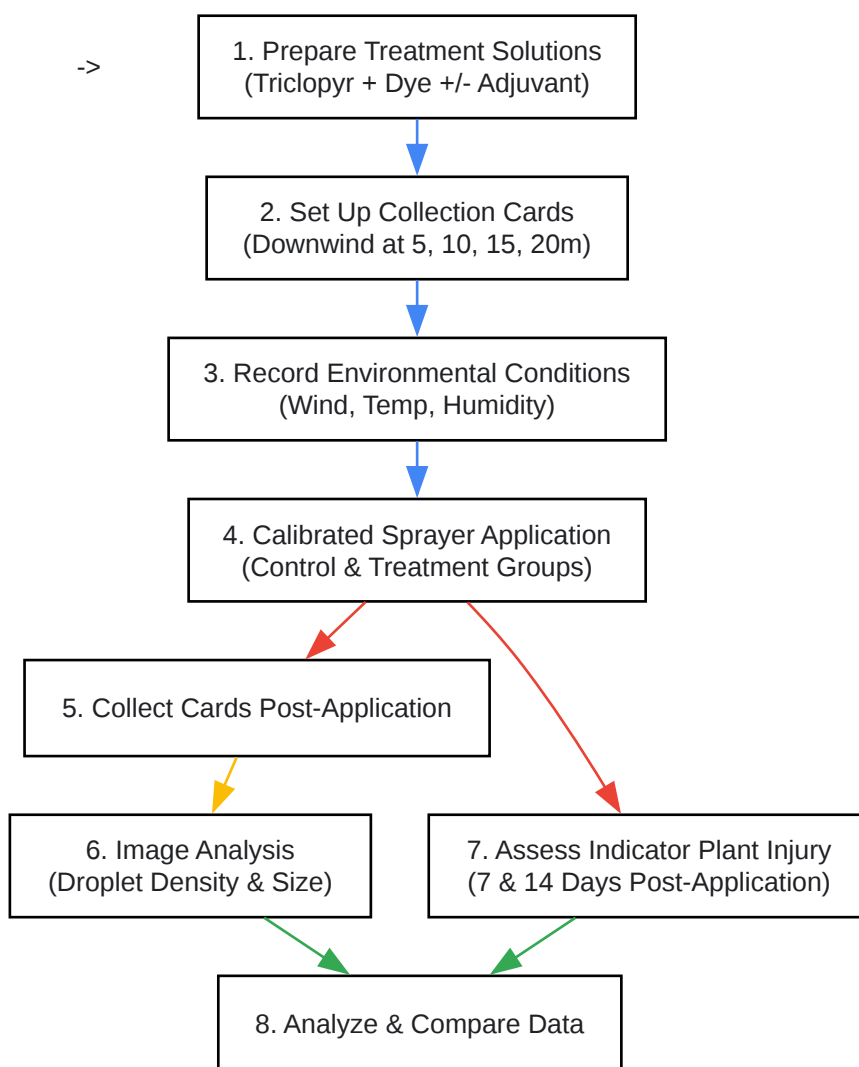 ->
1. Prepare Treatment Solutions
(Triclopyr + Dye +/- Adjuvant)
2. Set Up Collection Cards
(Downwind at 5, 10, 15, 20m)
3. Record Environmental Conditions
(Wind, Temp, Humidity)
4. Calibrated Sprayer Application
(Control & Treatment Groups)
5. Collect Cards Post-Application
6. Image Analysis
(Droplet Density & Size)
7. Assess Indicator Plant Injury
(7 & 14 Days Post-Application)
8. Analyze & Compare Data